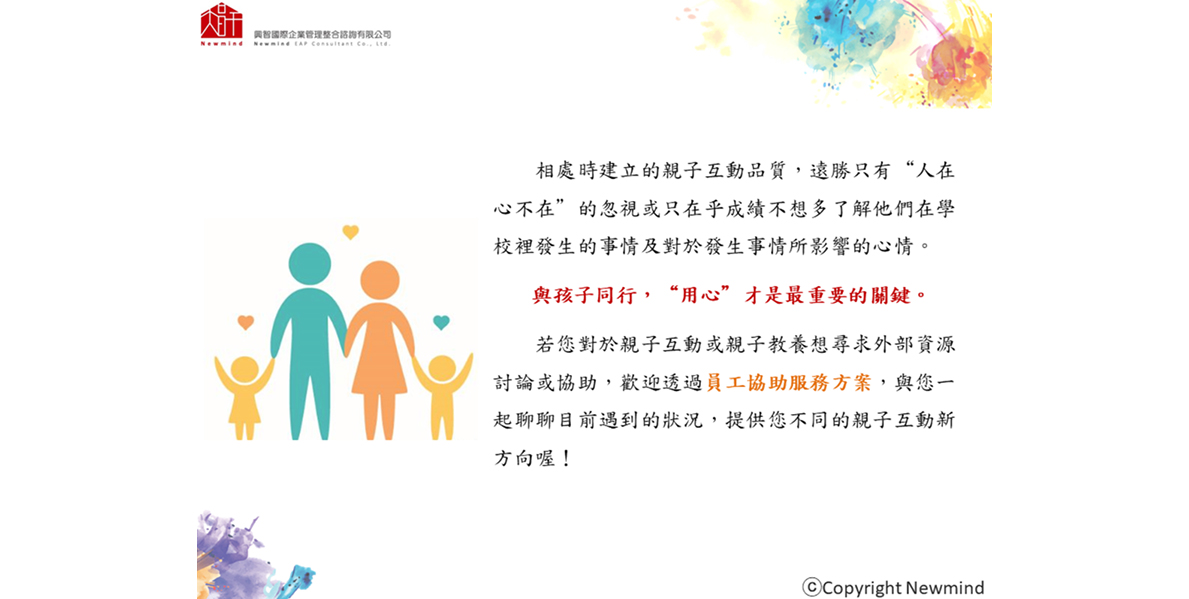 Newmind
興智國際企業管理整合諮詢有限公司
Newmind EAP Consultant Co., Ltd.
相處時建立的親子互動品質，遠勝只有“人在
心不在”的忽視或只在乎成績不想多了解他們在學
校裡發生的事情及對於發生事情所影響的心情。
與孩子同行，“用心”才是最重要的關鍵。
若您對於親子互動或親子教養想尋求外部資源
討論或協助，歡迎透過員工協助服務方案，與您一
起聊聊目前遇到的狀況，提供您不同的親子互動新
方向喔！
ⓒCopyright Newmind